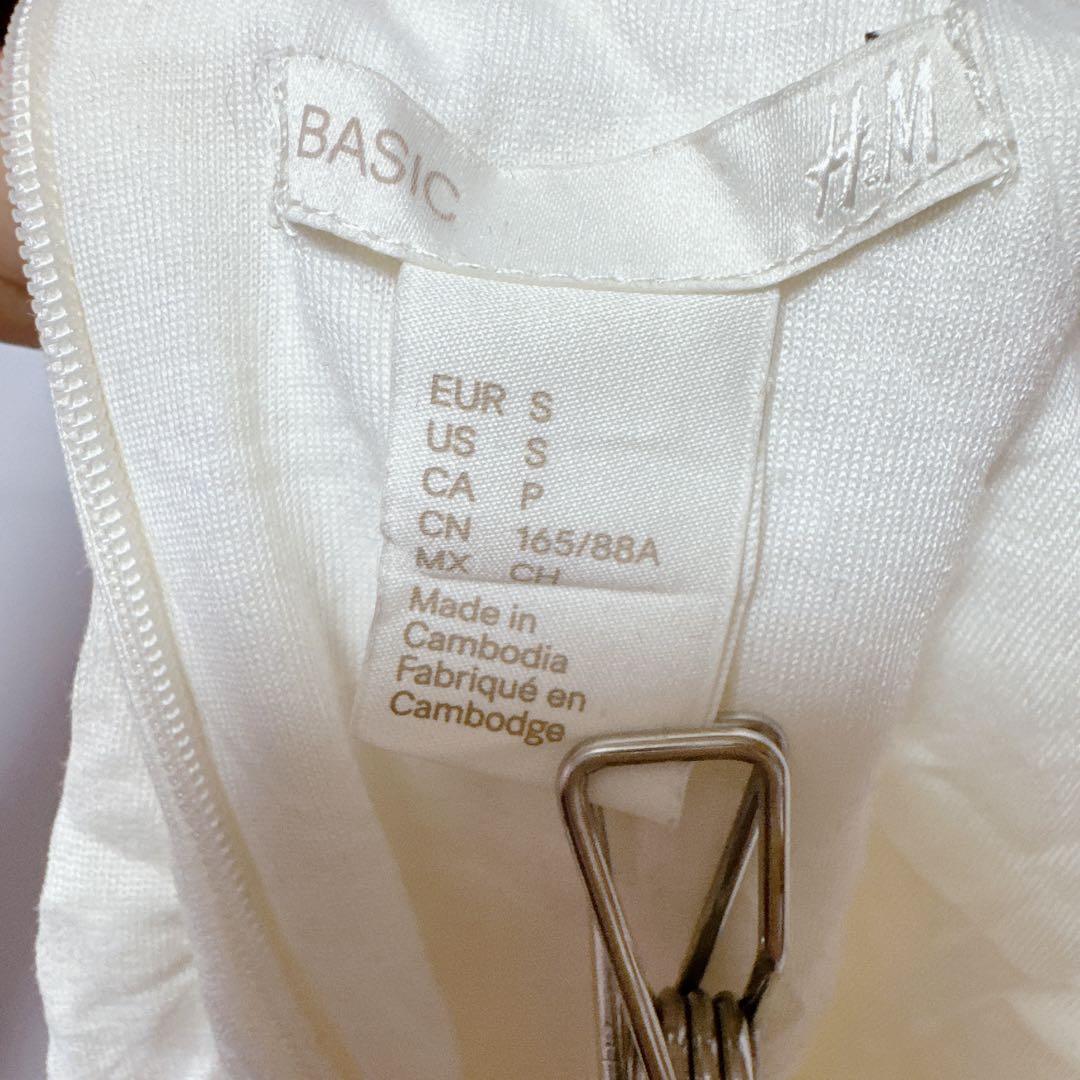 BASIC
H&M
EUR S
US S
CA P
CN 165/88A
MX CH
Made in
Cambodia
Fabriqué en
Cambodge